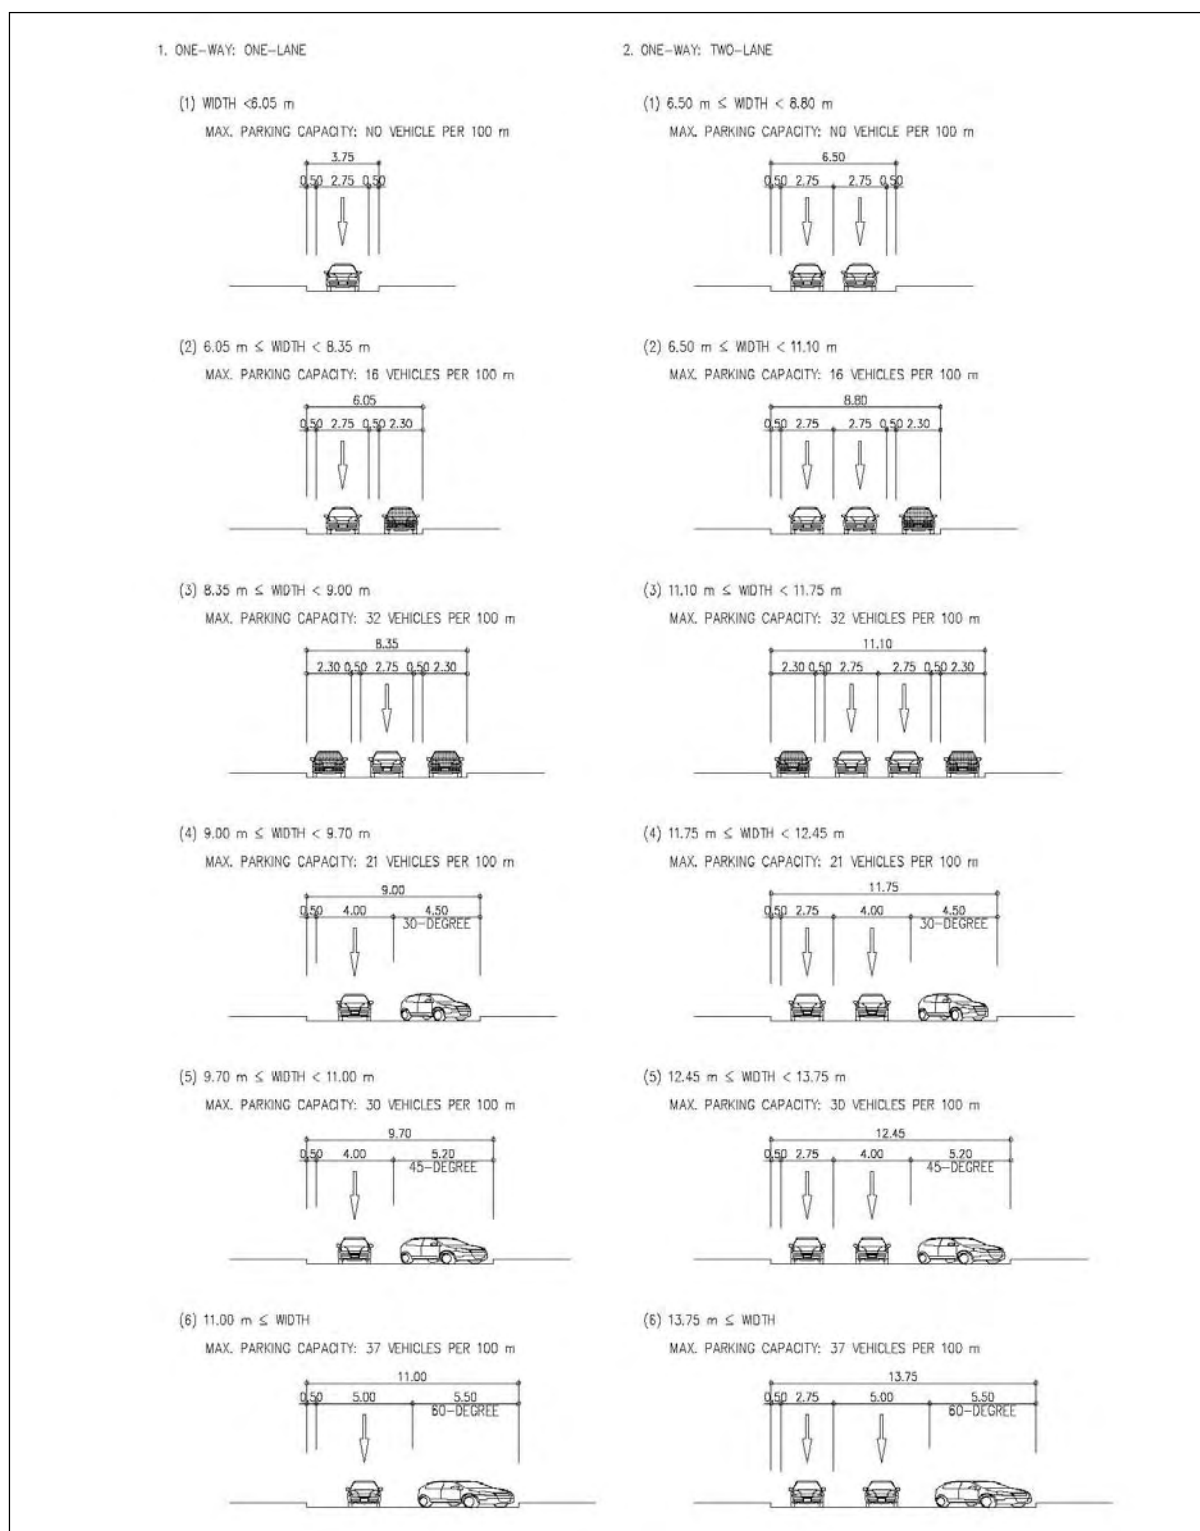 1. ONE-WAY: ONE-LANE
(1) WIDTH <6.05 m
MAX. PARKING CAPACITY: NO VEHICLE PER 100 m
3.75
0.50 2.75 0.50
(2) 6.05 m ≤ WIDTH < 8.35 m
MAX. PARKING CAPACITY: 16 VEHICLES PER 100 m
6.05
0.50 2.75 0.50 2.30
(3) 8.35 m ≤ WIDTH < 9.00 m
MAX. PARKING CAPACITY: 32 VEHICLES PER 100 m
8.35
2.30 0.50 2.75 0.50 2.30
(4) 9.00 m ≤ WIDTH < 9.70 m
MAX. PARKING CAPACITY: 21 VEHICLES PER 100 m
9.00
0.50 4.00 4.50
30-DEGREE
(5) 9.70 m ≤ WIDTH < 11.00 m
MAX. PARKING CAPACITY: 30 VEHICLES PER 100 m
9.70
0.50 4.00 5.20
45-DEGREE
(6) 11.00 m ≤ WIDTH
MAX. PARKING CAPACITY: 37 VEHICLES PER 100 m
11.00
0.50 5.00 5.50
60-DEGREE
2. ONE-WAY: TWO-LANE
(1) 6.50 m ≤ WIDTH < 8.80 m
MAX. PARKING CAPACITY: NO VEHICLE PER 100 m
6.50
0.50 2.75 2.75 0.50
(2) 6.50 m ≤ WIDTH < 11.10 m
MAX. PARKING CAPACITY: 16 VEHICLES PER 100 m
8.80
0.50 2.75 2.75 0.50 2.30
(3) 11.10 m ≤ WIDTH < 11.75 m
MAX. PARKING CAPACITY: 32 VEHICLES PER 100 m
11.10
2.30 0.50 2.75 2.75 0.50 2.30
(4) 11.75 m ≤ WIDTH < 12.45 m
MAX. PARKING CAPACITY: 21 VEHICLES PER 100 m
11.75
0.50 2.75 4.00 4.50
30-DEGREE
(5) 12.45 m ≤ WIDTH < 13.75 m
MAX. PARKING CAPACITY: 30 VEHICLES PER 100 m
12.45
0.50 2.75 4.00 5.20
45-DEGREE
(6) 13.75 m ≤ WIDTH
MAX. PARKING CAPACITY: 37 VEHICLES PER 100 m
13.75
0.50 2.75 5.00 5.50
60-DEGREE